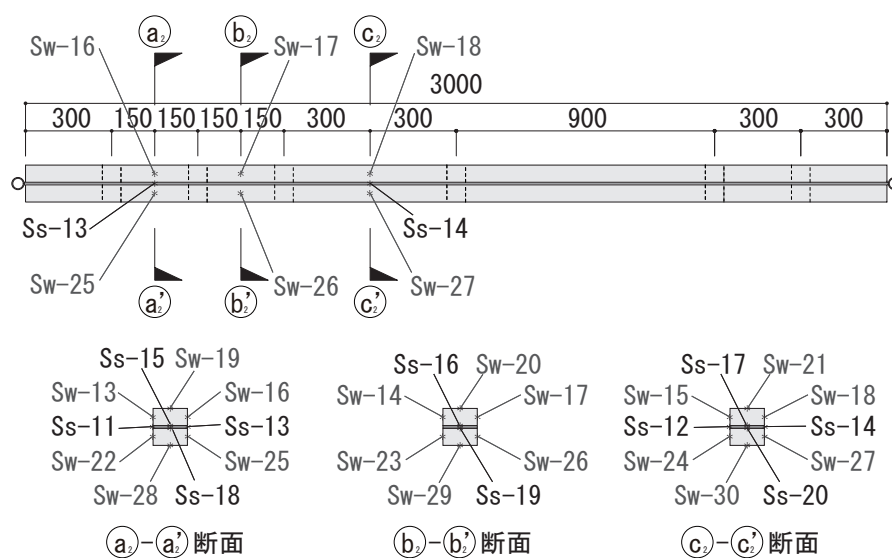 a₂ b₂ c₂
Sw-16 Sw-17 Sw-18
3000
300 150 150 150 150 300 300 900 300 300
Ss-13 Ss-14
Sw-25 Sw-26 Sw-27
a₂' b₂' c₂'
Ss-15 Sw-19 Ss-16 Sw-20 Ss-17 Sw-21
Sw-13 Sw-16 Sw-14 Sw-17 Sw-15 Sw-18
Ss-11 Ss-13 Ss-12 Ss-14
Sw-22 Sw-25 Sw-23 Sw-26 Sw-24 Sw-27
Sw-28 Ss-18 Sw-29 Ss-19 Sw-30 Ss-20
a₂-a₂'断面 b₂-b₂'断面 c₂-c₂'断面